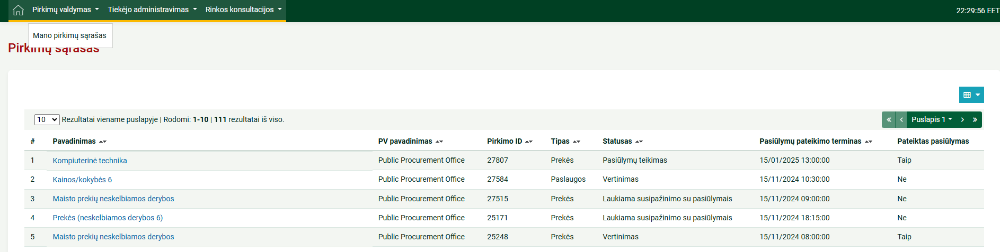 Pirkimų valdymas Tiekėjo administravimas Rinkos konsultacijos 22:29:56 EET
Mano pirkimų sąrašas
Pirkimų sąrašas
10 Rezultatai viename puslapyje | Rodomi: 1-10 | 111 rezultatai iš viso. « ‹ Puslapis 1 › »
# Pavadinimas PV pavadinimas Pirkimo ID Tipas Statusas Pasiūlymų pateikimo terminas Pateiktas pasiūlymas
1 Kompiuterinė technika Public Procurement Office 27807 Prekės Pasiūlymų teikimas 15/01/2025 13:00:00 Taip
2 Kainos/kokybės 6 Public Procurement Office 27584 Paslaugos Vertinimas 15/11/2024 10:30:00 Ne
3 Maisto prekių neskelbiamos derybos Public Procurement Office 27515 Prekės Laukiama susipažinimo su pasiūlymais 15/11/2024 09:00:00 Ne
4 Prekės (neskelbiamos derybos 6) Public Procurement Office 25171 Prekės Laukiama susipažinimo su pasiūlymais 15/11/2024 18:15:00 Ne
5 Maisto prekių neskelbiamos derybos Public Procurement Office 25248 Prekės Vertinimas 15/11/2024 08:00:00 Taip